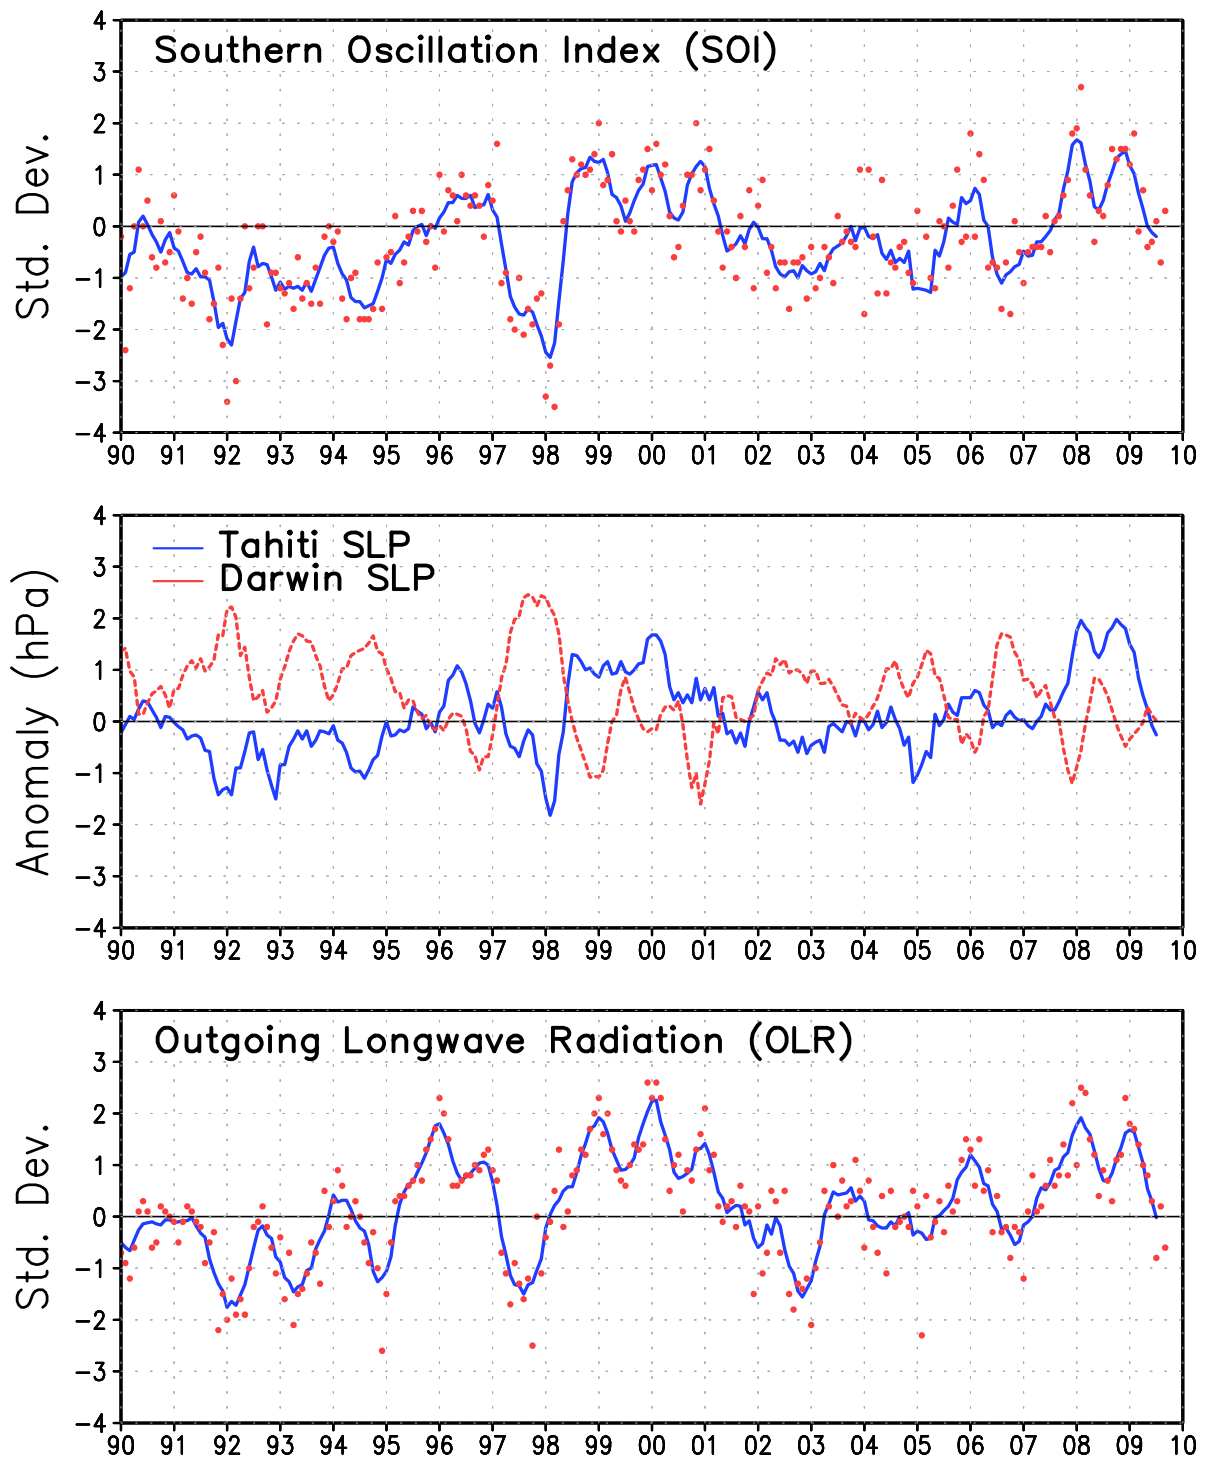 Southern Oscillation Index (SOI)
Std. Dev.
4
3
2
1
0
−1
−2
−3
−4
90 91 92 93 94 95 96 97 98 99 00 01 02 03 04 05 06 07 08 09 10
Tahiti SLP
Darwin SLP
Anomaly (hPa)
4
3
2
1
0
−1
−2
−3
−4
90 91 92 93 94 95 96 97 98 99 00 01 02 03 04 05 06 07 08 09 10
Outgoing Longwave Radiation (OLR)
Std. Dev.
4
3
2
1
0
−1
−2
−3
−4
90 91 92 93 94 95 96 97 98 99 00 01 02 03 04 05 06 07 08 09 10